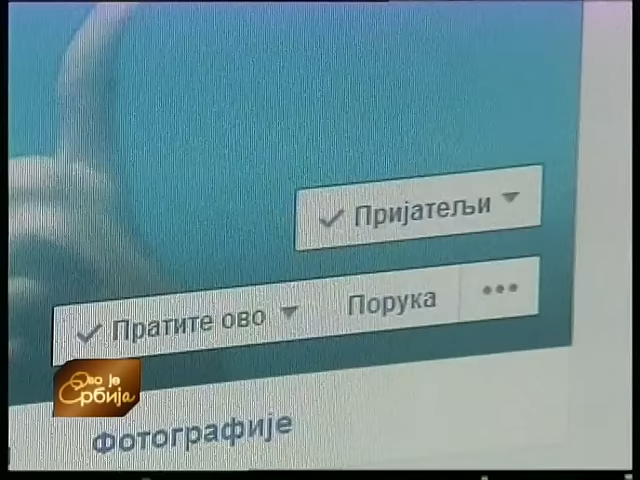 Пријатељи
Пратите ово
Порука
Ово је
Србија
Фотографије